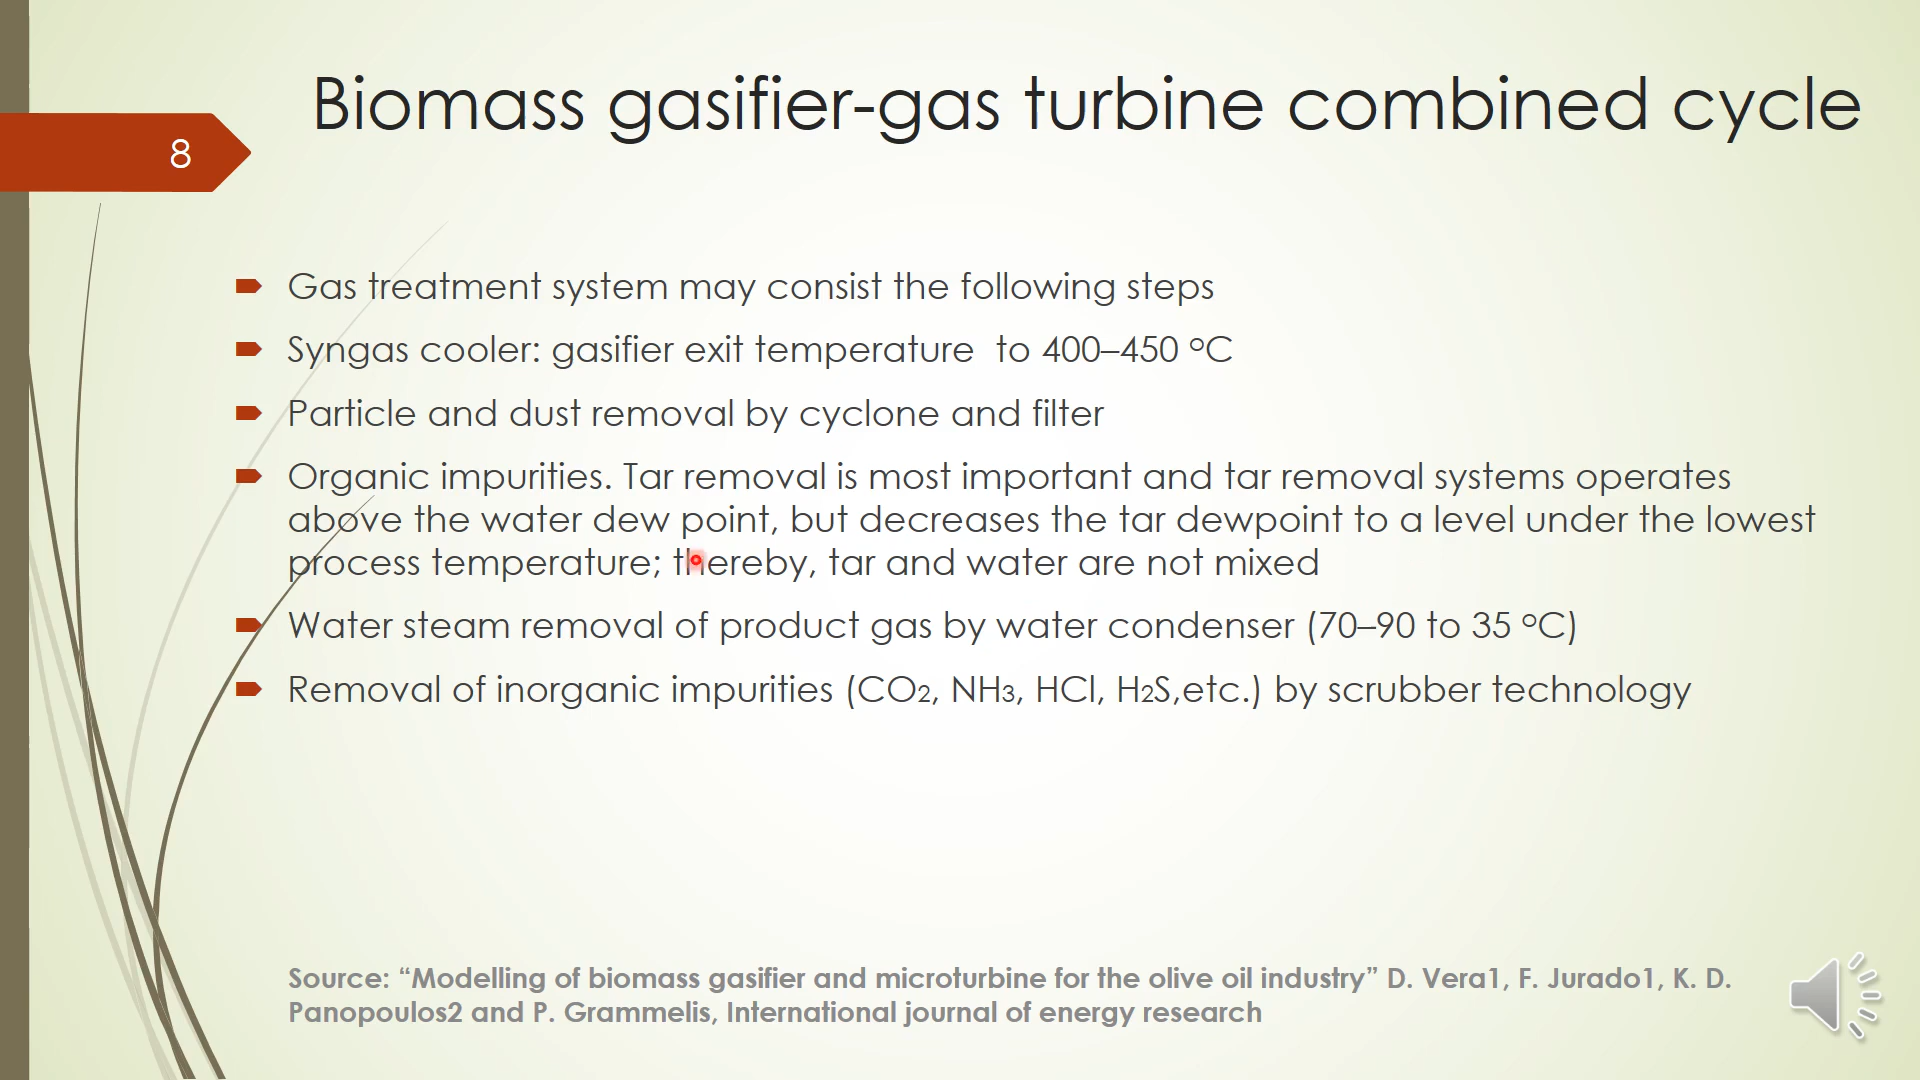 Biomass gasifier-gas turbine combined cycle
8
Gas treatment system may consist the following steps
Syngas cooler: gasifier exit temperature to 400–450 °C
Particle and dust removal by cyclone and filter
Organic impurities. Tar removal is most important and tar removal systems operates
above the water dew point, but decreases the tar dewpoint to a level under the lowest
process temperature; thereby, tar and water are not mixed
Water steam removal of product gas by water condenser (70–90 to 35 °C)
Removal of inorganic impurities (CO2, NH3, HCl, H2S,etc.) by scrubber technology
Source: “Modelling of biomass gasifier and microturbine for the olive oil industry” D. Vera1, F. Jurado1, K. D.
Panopoulos2 and P. Grammelis, International journal of energy research